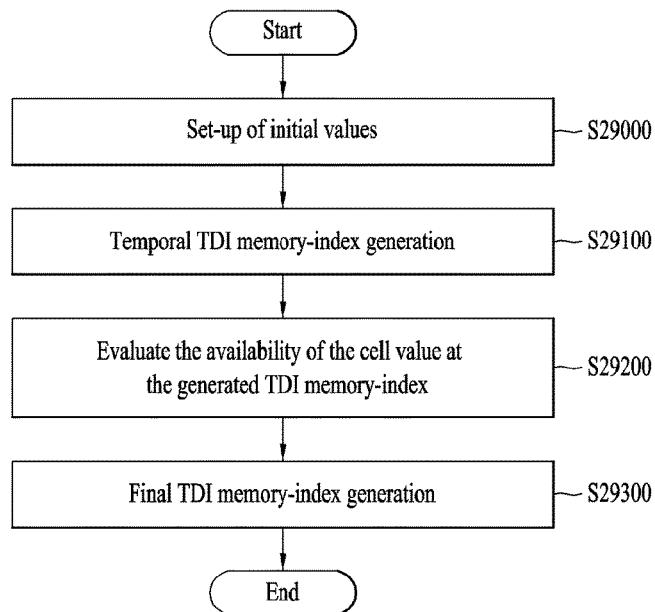 Start
Set-up of initial values
S29000
Temporal TDI memory-index generation
S29100
Evaluate the availability of the cell value at
the generated TDI memory-index
S29200
Final TDI memory-index generation
S29300
End